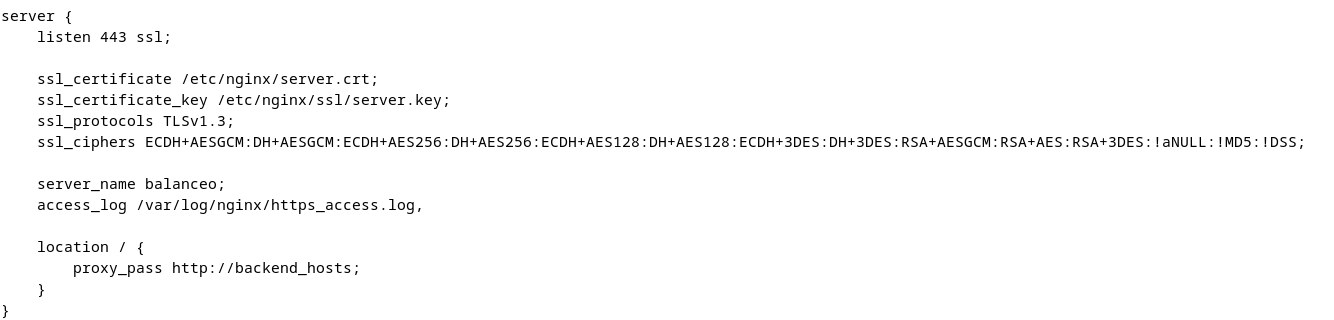 server {
    listen 443 ssl;

    ssl_certificate /etc/nginx/server.crt;
    ssl_certificate_key /etc/nginx/ssl/server.key;
    ssl_protocols TLSv1.3;
    ssl_ciphers ECDH+AESGCM:DH+AESGCM:ECDH+AES256:DH+AES256:ECDH+AES128:DH+AES128:ECDH+3DES:DH+3DES:RSA+AESGCM:RSA+AES:RSA+3DES:!aNULL:!MD5:!DSS;

    server_name balanceo;
    access_log /var/log/nginx/https_access.log,

    location / {
        proxy_pass http://backend_hosts;
    }
}